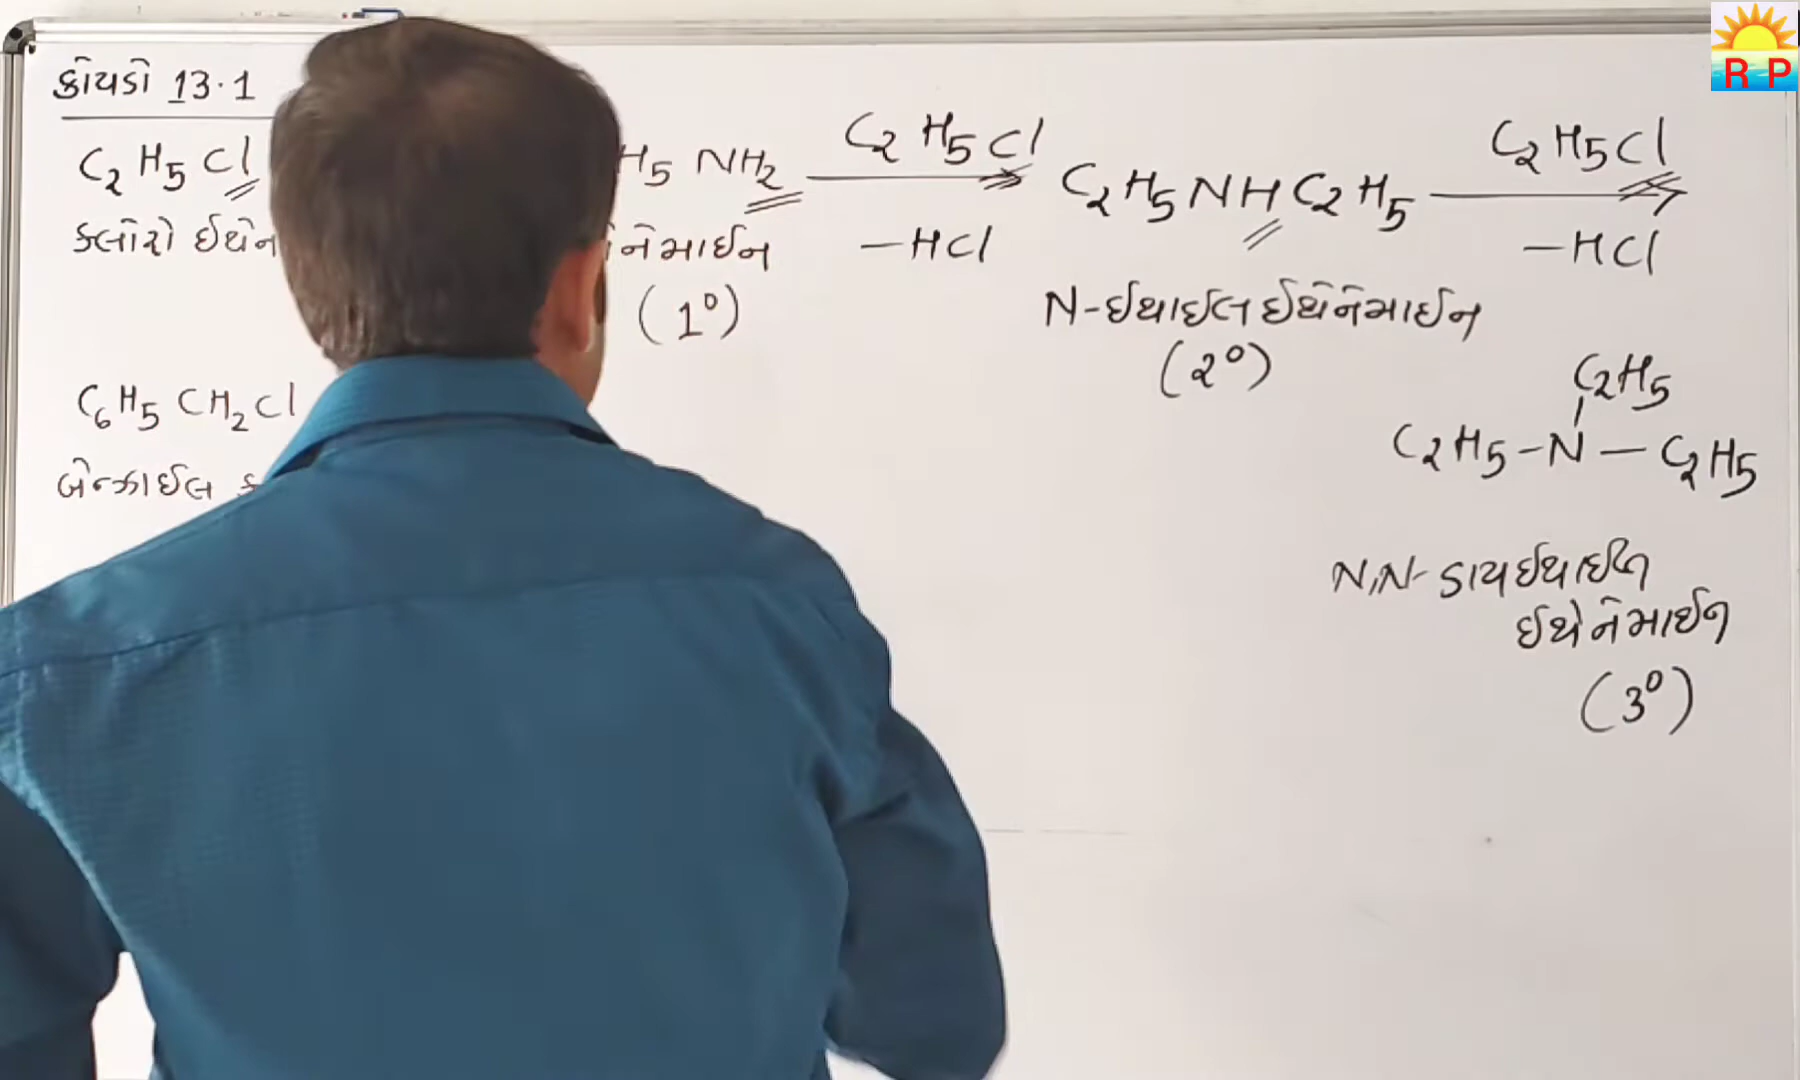 કોયડો 13.1
C2H5Cl
H5NH2
C2H5Cl
C2H5NHC2H5
C2H5Cl
ક્લોરો ઈથેન
નેમાઈન
-HCl
-HCl
(1°)
N-ઈથાઈલ ઈથેનેમાઈન
(2°)
C2H5
C6H5CH2Cl
C2H5-N-C2H5
બેન્ઝાઈલ
N,N-ડાયઈથાઈલ
ઈથેનેમાઈન
(3°)
R P